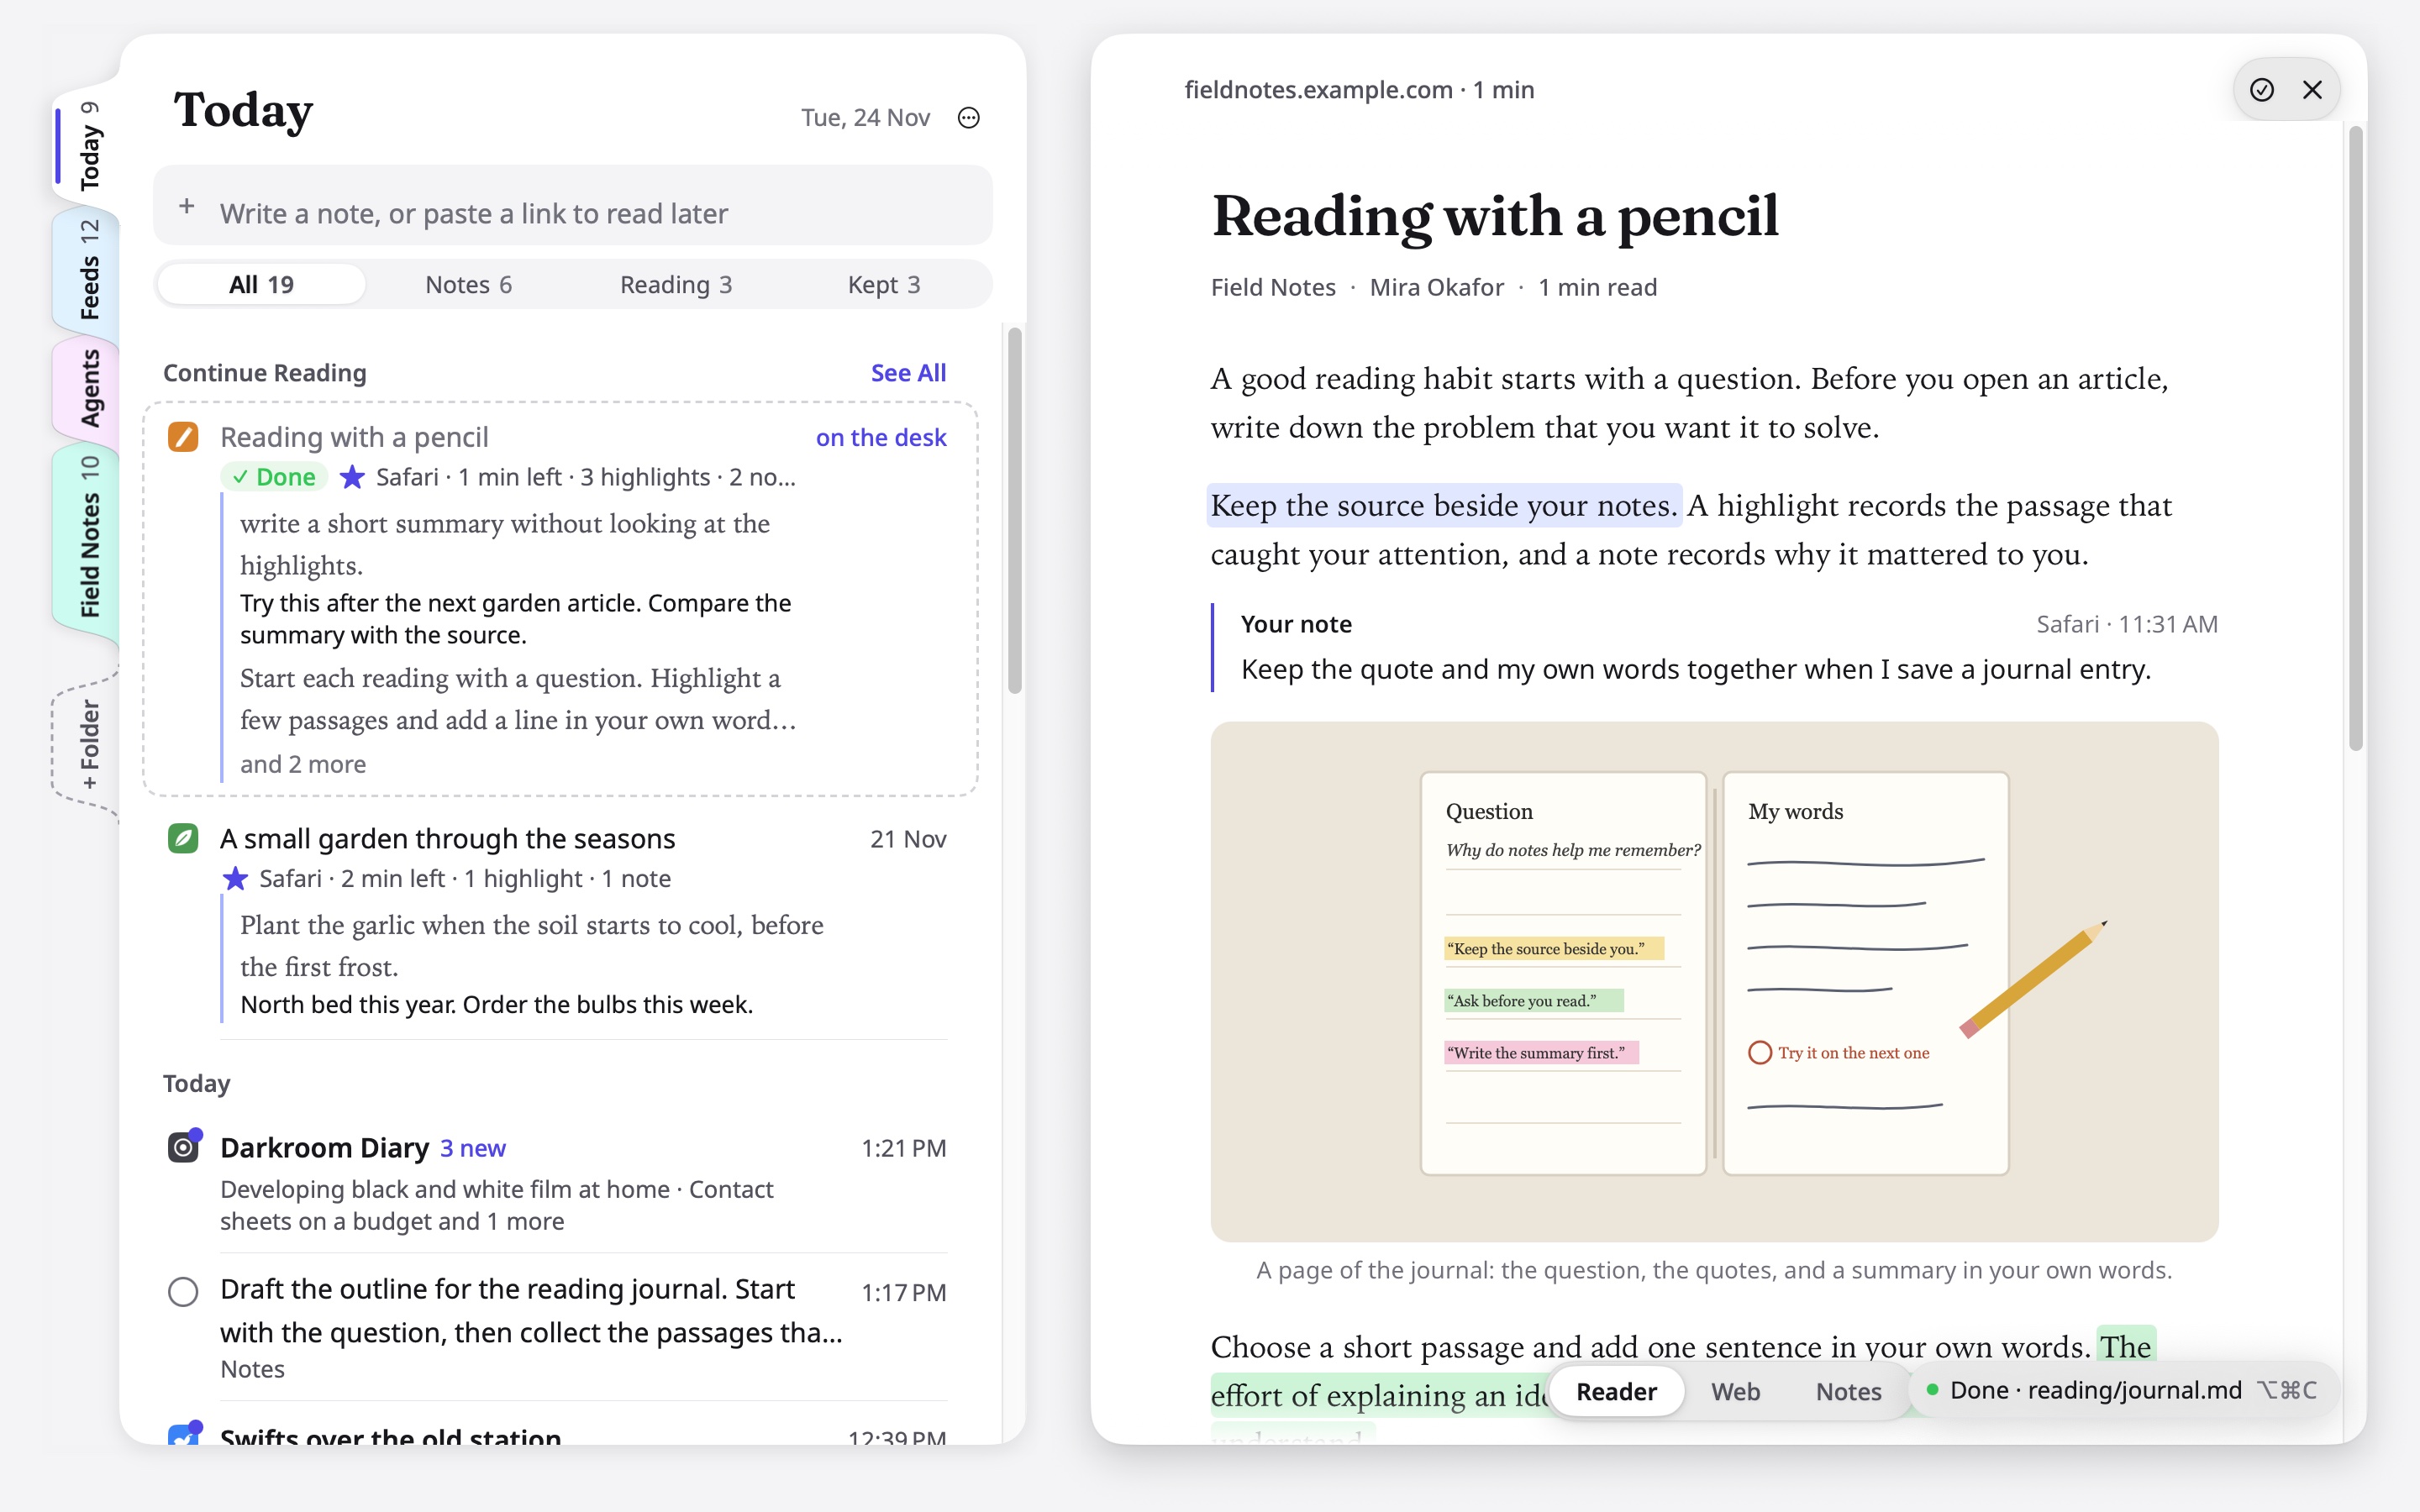 Today 9
Feeds 12
Agents
Field Notes 10
+ Folder
Today
Tue, 24 Nov
+ Write a note, or paste a link to read later
All 19
Notes 6
Reading 3
Kept 3
Continue Reading
See All
Reading with a pencil
on the desk
✓ Done ★ Safari · 1 min left · 3 highlights · 2 no...
write a short summary without looking at the
highlights.
Try this after the next garden article. Compare the
summary with the source.
Start each reading with a question. Highlight a
few passages and add a line in your own word...
and 2 more
A small garden through the seasons
21 Nov
★ Safari · 2 min left · 1 highlight · 1 note
Plant the garlic when the soil starts to cool, before
the first frost.
North bed this year. Order the bulbs this week.
Today
Darkroom Diary 3 new
1:21 PM
Developing black and white film at home · Contact
sheets on a budget and 1 more
Draft the outline for the reading journal. Start
1:17 PM
with the question, then collect the passages tha...
Notes
Swifts over the old station
12:39 PM
fieldnotes.example.com · 1 min
Reading with a pencil
Field Notes · Mira Okafor · 1 min read
A good reading habit starts with a question. Before you open an article,
write down the problem that you want it to solve.
Keep the source beside your notes. A highlight records the passage that
caught your attention, and a note records why it mattered to you.
Your note
Safari · 11:31 AM
Keep the quote and my own words together when I save a journal entry.
Question
Why do notes help me remember?
“Keep the source beside you.”
“Ask before you read.”
“Write the summary first.”
My words
Try it on the next one
A page of the journal: the question, the quotes, and a summary in your own words.
Choose a short passage and add one sentence in your own words. The
effort of explaining an
understand.
Reader
Web
Notes
Done · reading/journal.md ⌥⌘C